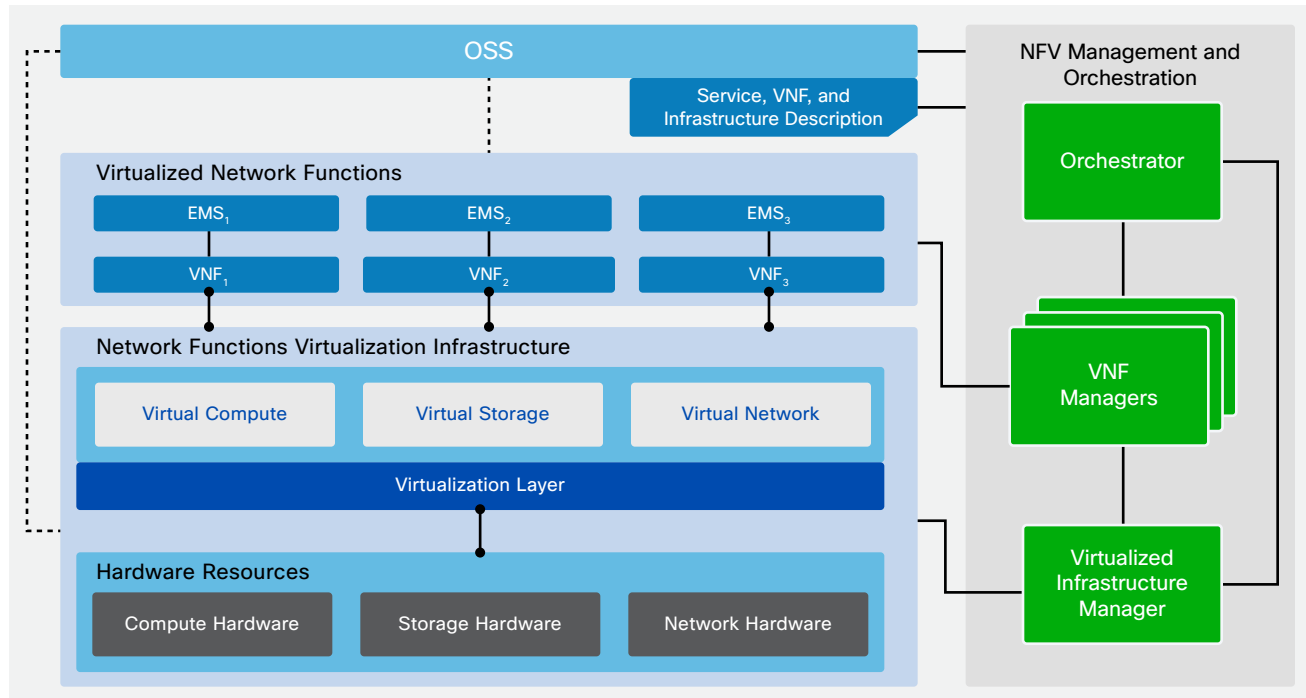 OSS
NFV Management and
Orchestration
Service, VNF, and
Infrastructure Description
Orchestrator
Virtualized Network Functions
EMS₁
EMS₂
EMS₃
VNF₁
VNF₂
VNF₃
Network Functions Virtualization Infrastructure
VNF
Managers
Virtual Compute
Virtual Storage
Virtual Network
Virtualization Layer
Virtualized
Infrastructure
Manager
Hardware Resources
Compute Hardware
Storage Hardware
Network Hardware